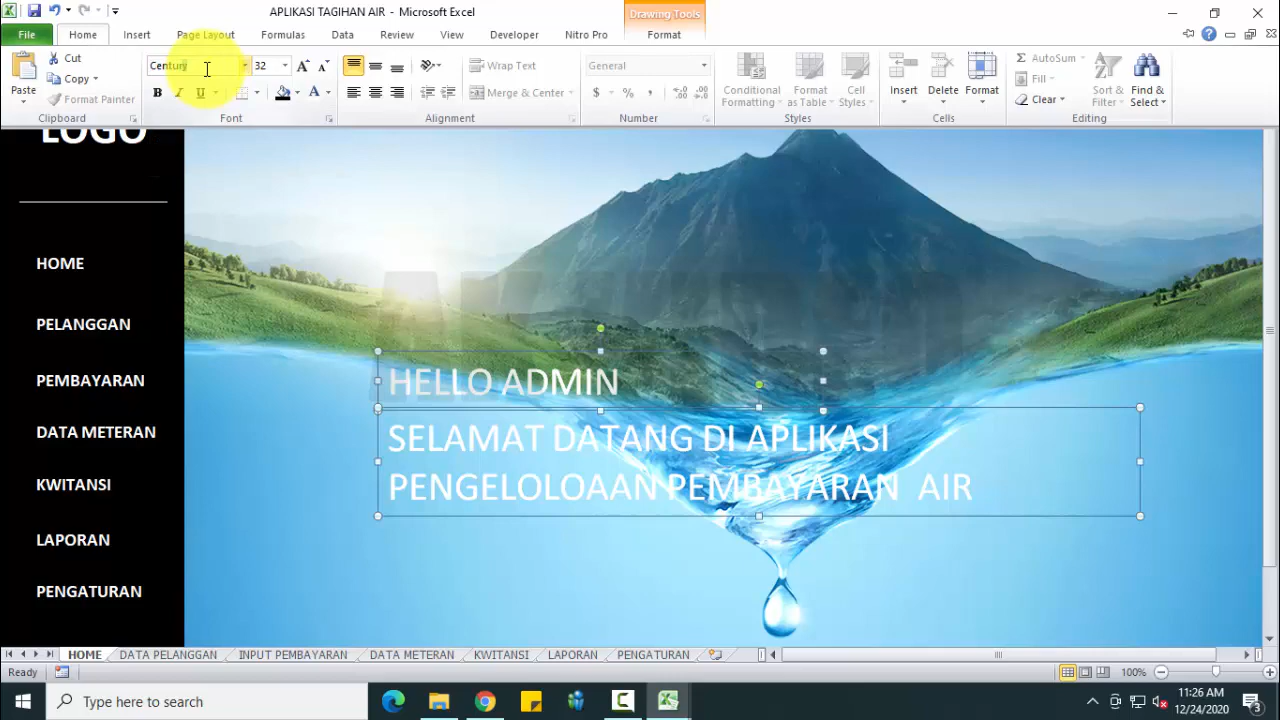 APLIKASI TAGIHAN AIR - Microsoft Excel
Drawing Tools
File Home Insert Page Layout Formulas Data Review View Developer Nitro Pro Format
Cut
Copy
Format Painter
Paste
Clipboard
Century 32
B I U A
Font
Wrap Text
Merge & Center
Alignment
General
$ % ,
Number
Conditional Formatting
Format as Table
Cell Styles
Styles
Insert Delete Format
Cells
AutoSum
Fill
Clear
Sort & Filter
Find & Select
Editing
LOGO
HOME
PELANGGAN
PEMBAYARAN
DATA METERAN
KWITANSI
LAPORAN
PENGATURAN
HELLO ADMIN
SELAMAT DATANG DI APLIKASI
PENGELOLOAAN PEMBAYARAN AIR
HOME DATA PELANGGAN INPUT PEMBAYARAN DATA METERAN KWITANSI LAPORAN PENGATURAN
Ready 100%
Type here to search
11:26 AM
12/24/2020
3